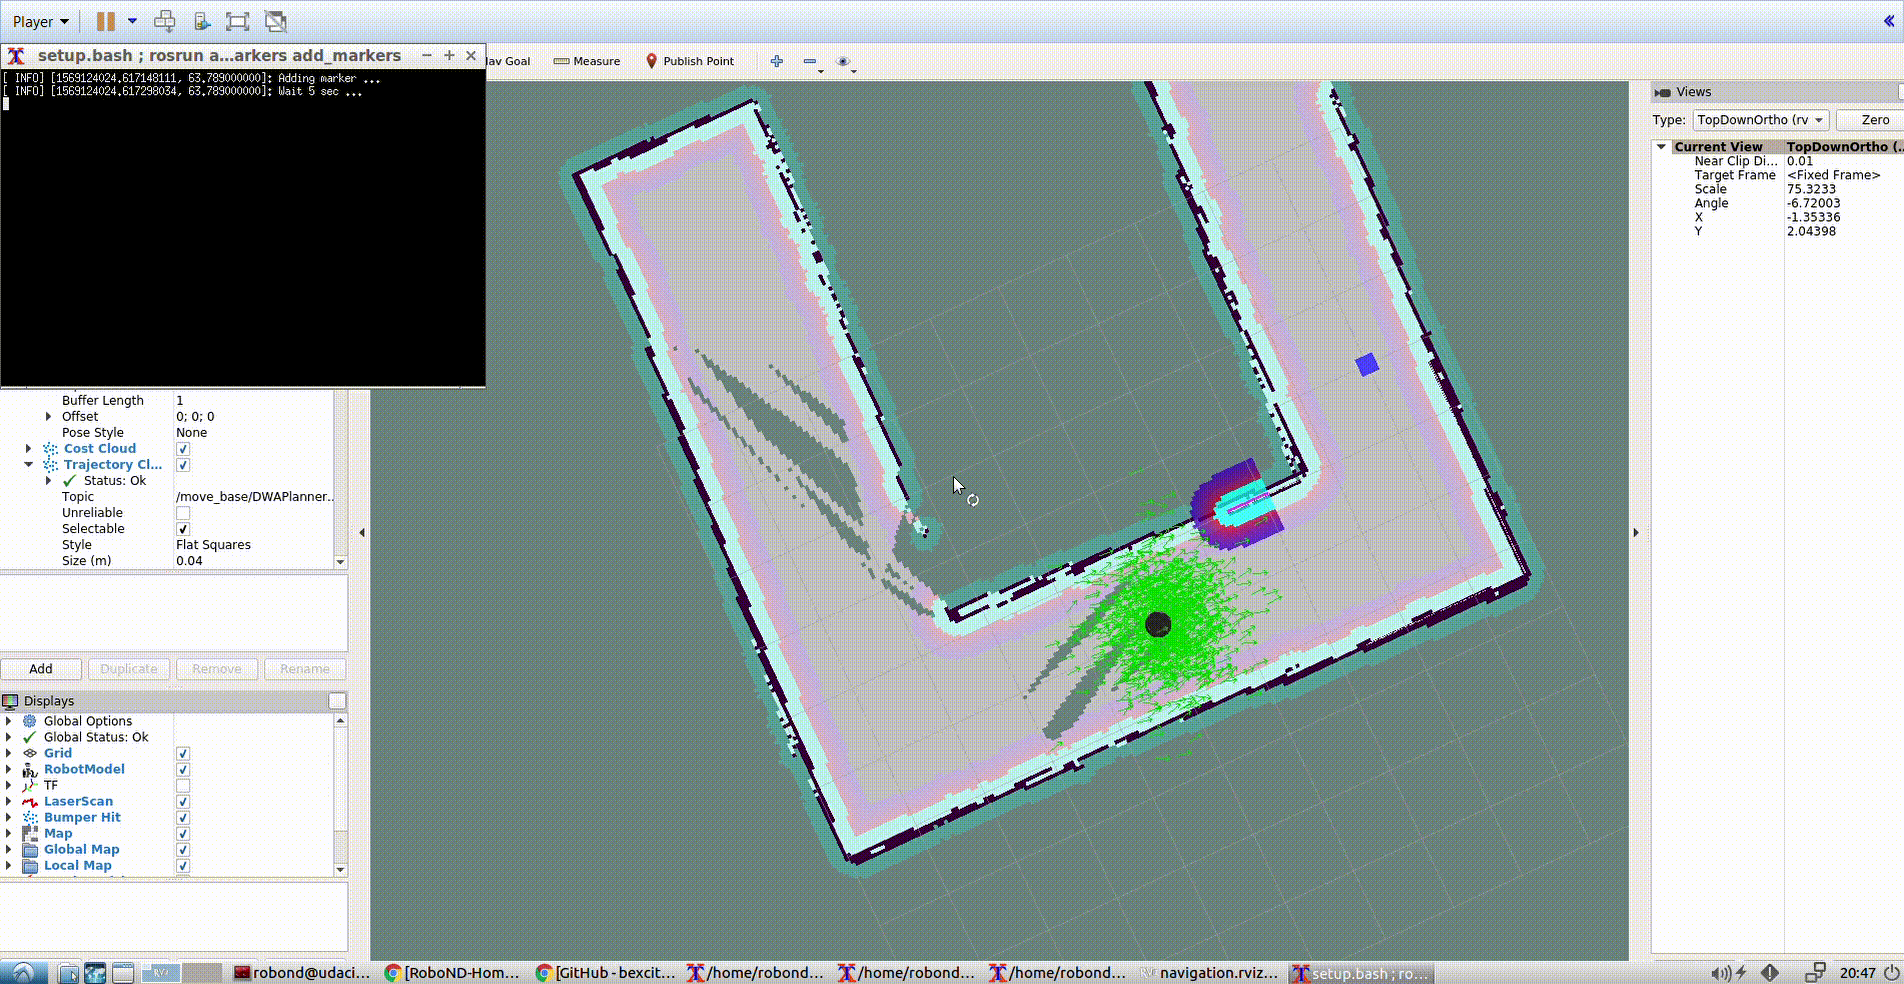 Player
setup.bash ; rosrun a...arkers add_markers
[ INFO] [1569124024.617148111, 63.789000000]: Adding marker ...
[ INFO] [1569124024.617298034, 63.789000000]: Wait 5 sec ...
Nav Goal
Measure
Publish Point
Views
Type: TopDownOrtho (rv Zero
Current View TopDownOrtho (...
Near Clip Di... 0.01
Target Frame <Fixed Frame>
Scale 75.3233
Angle -6.72003
X -1.35336
Y 2.04398
Buffer Length 1
Offset 0; 0; 0
Pose Style None
Cost Cloud
Trajectory Cl...
Status: Ok
Topic /move_base/DWAPlanner...
Unreliable
Selectable
Style Flat Squares
Size (m) 0.04
Add Duplicate Remove Rename
Displays
Global Options
Global Status: Ok
Grid
RobotModel
TF
LaserScan
Bumper Hit
Map
Global Map
Local Map
robond@udaci...
[RoboND-Hom...
[GitHub - bexcit...
/home/robond...
/home/robond...
/home/robond...
navigation.rviz...
setup.bash ; ro...
20:47